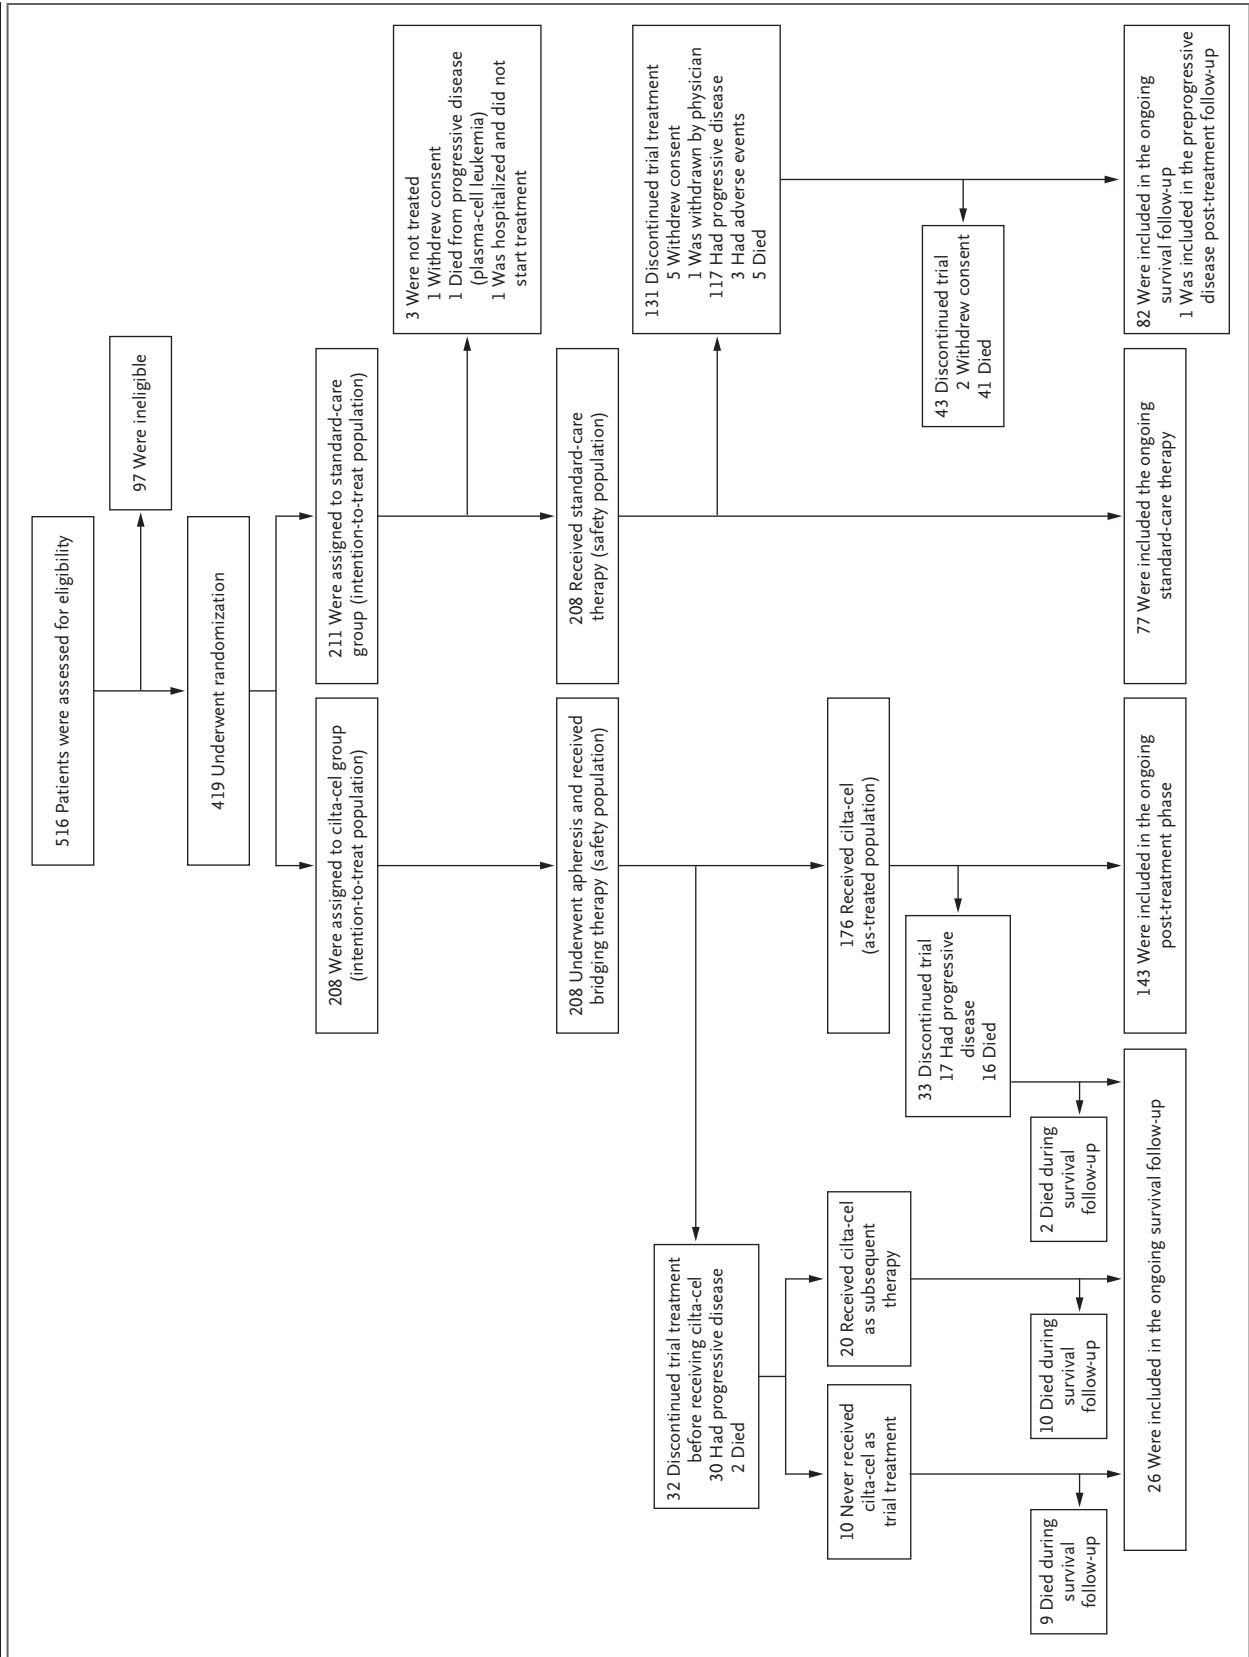 516 Patients were assessed for eligibility
97 Were ineligible
419 Underwent randomization
208 Were assigned to cilta-cel group
(intention-to-treat population)
211 Were assigned to standard-care
group (intention-to-treat population)
3 Were not treated
1 Withdrew consent
1 Died from progressive disease
(plasma-cell leukemia)
1 Was hospitalized and did not
start treatment
208 Underwent apheresis and received
bridging therapy (safety population)
208 Received standard-care
therapy (safety population)
32 Discontinued trial treatment
before receiving cilta-cel
30 Had progressive disease
2 Died
131 Discontinued trial treatment
5 Withdrew consent
1 Was withdrawn by physician
117 Had progressive disease
3 Had adverse events
5 Died
10 Never received
cilta-cel as
trial treatment
20 Received cilta-cel
as subsequent
therapy
176 Received cilta-cel
(as-treated population)
33 Discontinued trial
17 Had progressive
disease
16 Died
43 Discontinued trial
2 Withdrew consent
41 Died
9 Died during
survival
follow-up
10 Died during
survival
follow-up
2 Died during
survival
follow-up
26 Were included in the ongoing survival follow-up
143 Were included in the ongoing
post-treatment phase
77 Were included the ongoing
standard-care therapy
82 Were included in the ongoing
survival follow-up
1 Was included in the preprogressive
disease post-treatment follow-up